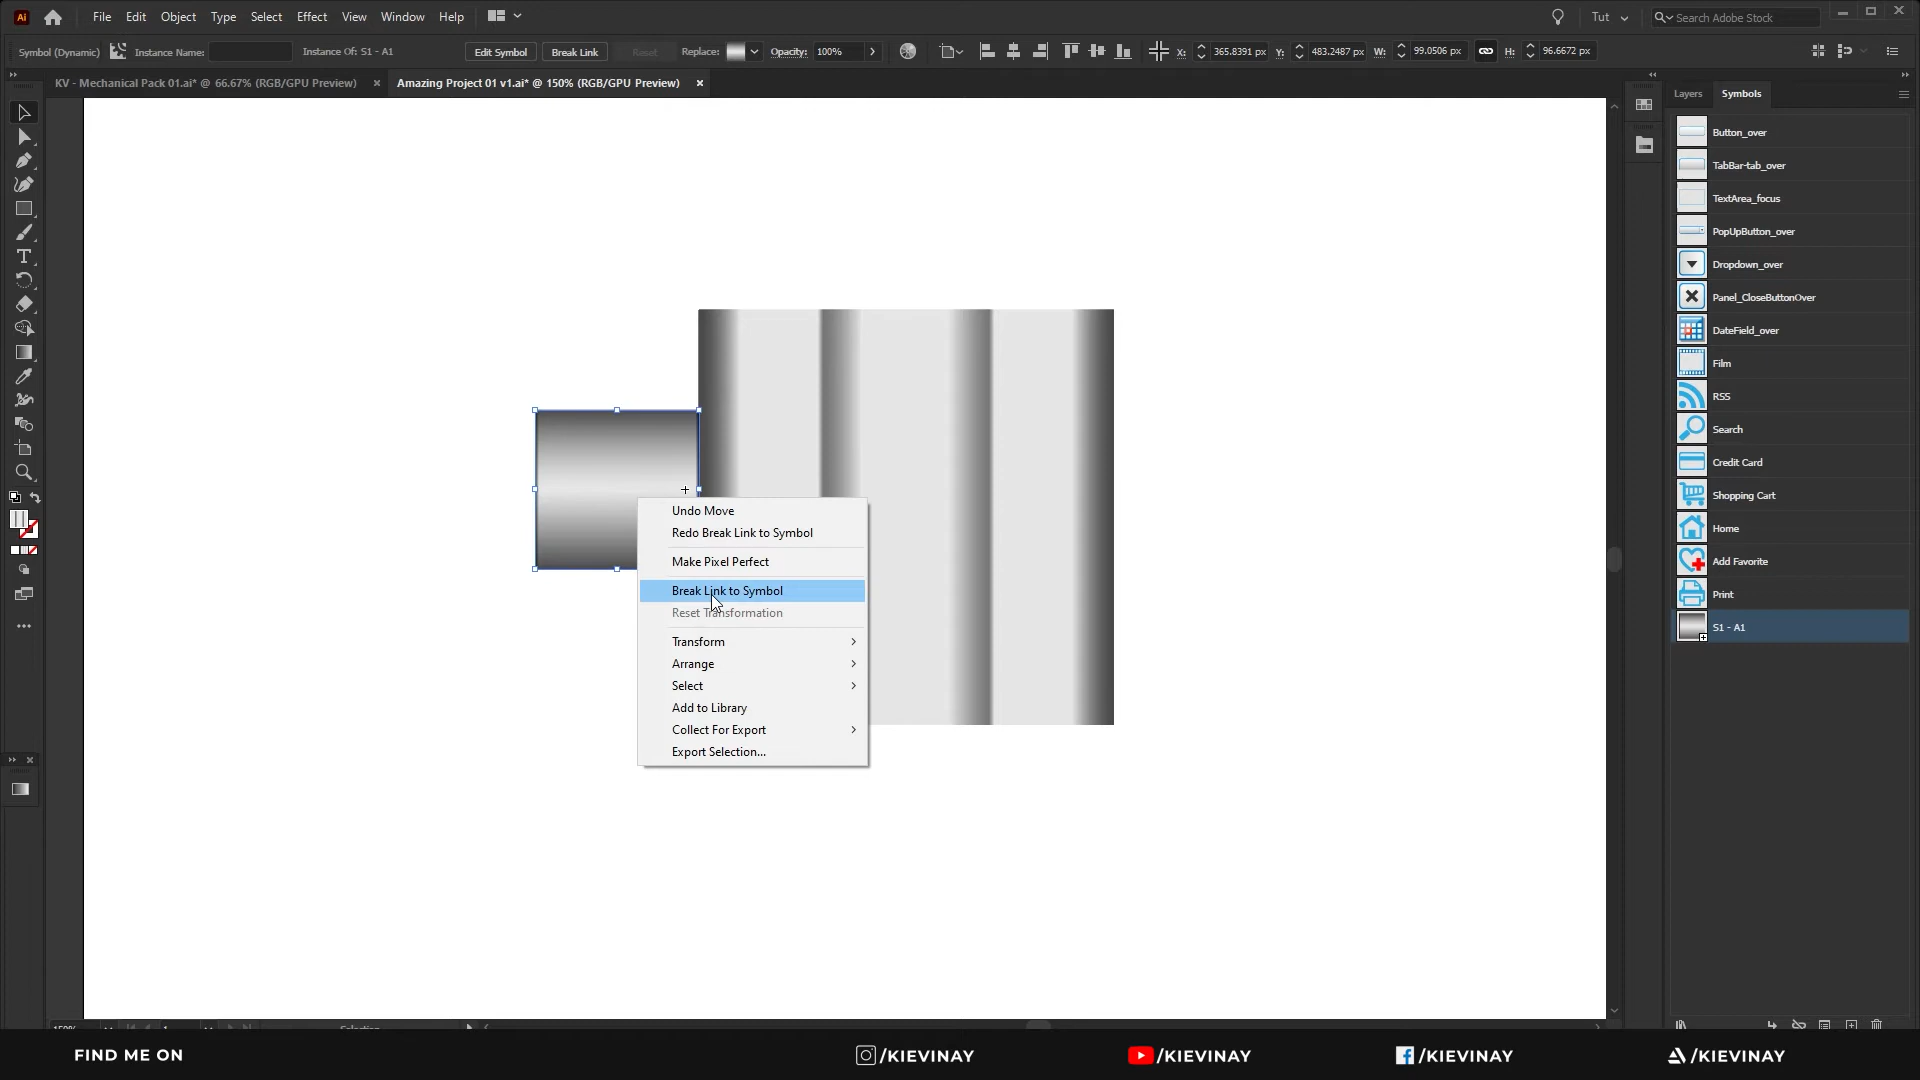 Ai File Edit Object Type Select Effect View Window Help Tut Search Adobe Stock
Symbol (Dynamic) Instance Name: Instance Of: S1 - A1 Edit Symbol Break Link Reset Replace: Opacity: 100% X: 365.8391 px Y: 483.2487 px W: 99.0506 px H: 96.6672 px
KV - Mechanical Pack 01.ai* @ 66.67% (RGB/GPU Preview) × Amazing Project 01 v1.ai* @ 150% (RGB/GPU Preview) ×
Layers Symbols
Button_over
TabBar-tab_over
TextArea_focus
PopUpButton_over
Dropdown_over
Panel_CloseButtonOver
DateField_over
Film
RSS
Search
Credit Card
Shopping Cart
Home
Add Favorite
Print
S1 - A1
Undo Move
Redo Break Link to Symbol
Make Pixel Perfect
Break Link to Symbol
Reset Transformation
Transform
Arrange
Select
Add to Library
Collect For Export
Export Selection...
150% 1 Selection
FIND ME ON /KIEVINAY /KIEVINAY /KIEVINAY /KIEVINAY